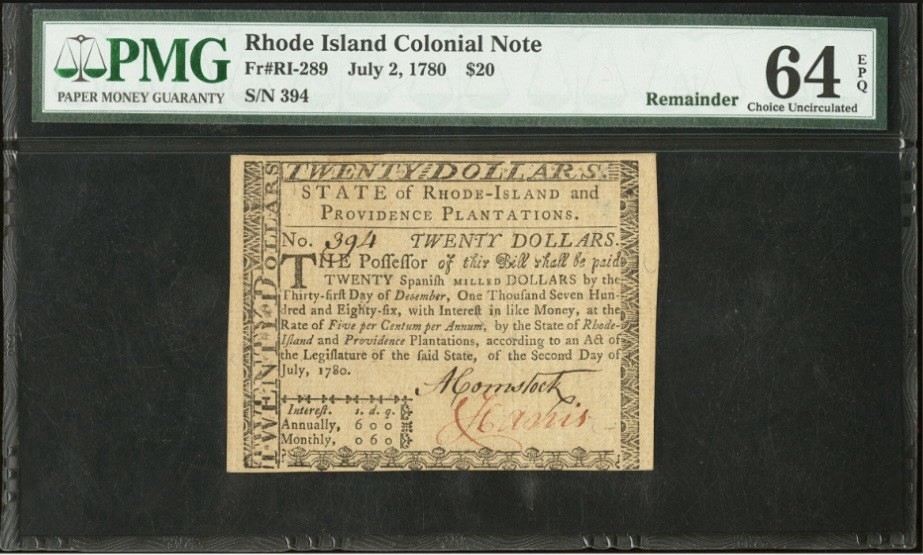 PMG
PAPER MONEY GUARANTY
Rhode Island Colonial Note
Fr#RI-289 July 2, 1780 $20
S/N 394
Remainder
64 EPQ
Choice Uncirculated
TWENTY DOLLARS.
STATE of RHODE-ISLAND and
PROVIDENCE PLANTATIONS.
No. 394 TWENTY DOLLARS.
THE Poſſeſſor of this Bill shall be paid
TWENTY Spaniſh MILLED DOLLARS by the
Thirty-firſt Day of December, One Thouſand Seven Hun-
dred and Eighty-ſix, with Intereſt in like Money, at the
Rate of Five per Centum per Annum, by the State of Rhode-
Iſland and Providence Plantations, according to an Act of
the Legiſlature of the ſaid State, of the Second Day of
July, 1780.
AComstock
JHarris
Intereſt. s. d. q.
Annually, 6 0 0
Monthly, 0 6 0
TWENTY DOLLARS